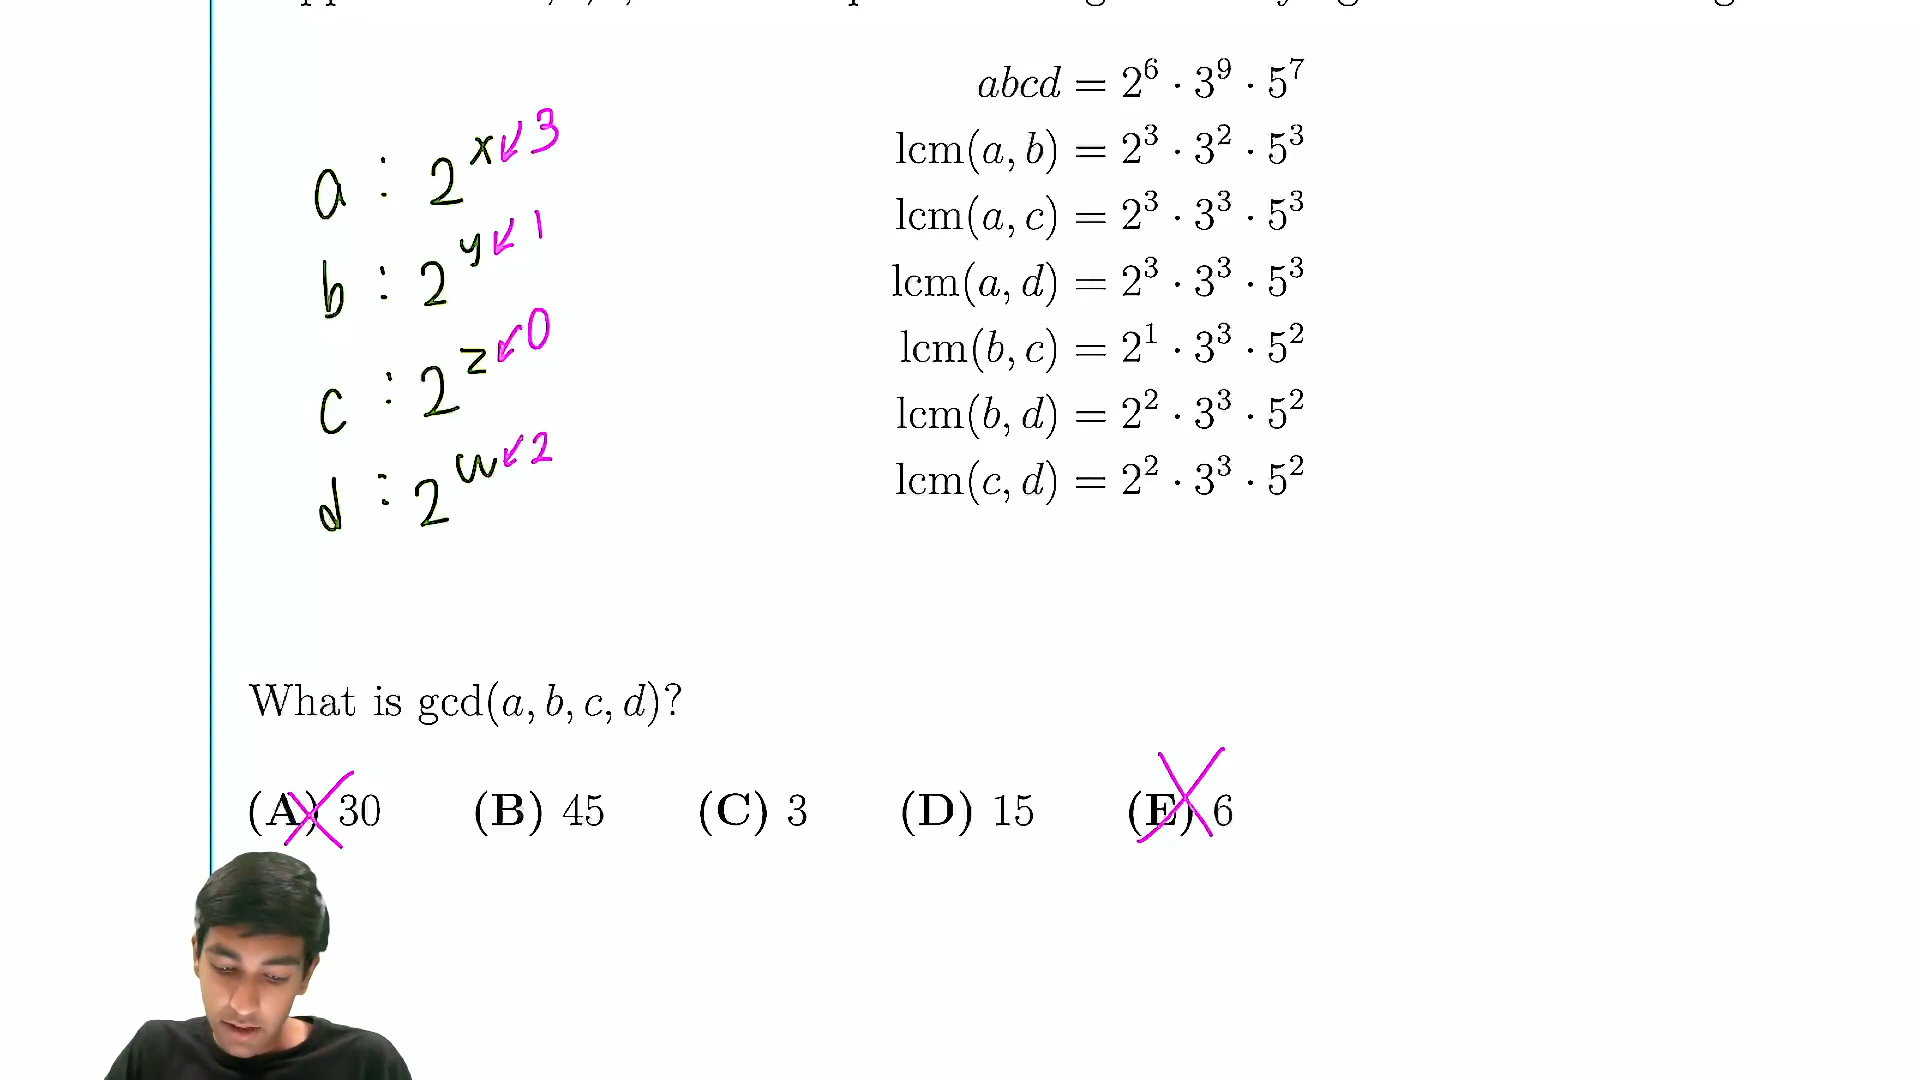 abcd = 2^6 · 3^9 · 5^7
lcm(a, b) = 2^3 · 3^2 · 5^3
lcm(a, c) = 2^3 · 3^3 · 5^3
lcm(a, d) = 2^3 · 3^3 · 5^3
lcm(b, c) = 2^1 · 3^3 · 5^2
lcm(b, d) = 2^2 · 3^3 · 5^2
lcm(c, d) = 2^2 · 3^3 · 5^2
a : 2^x ↙ 3
b : 2^y ↙ 1
c : 2^z ↙ 0
d : 2^w ↙ 2
What is gcd(a, b, c, d)?
(A) 30 (B) 45 (C) 3 (D) 15 (E) 6